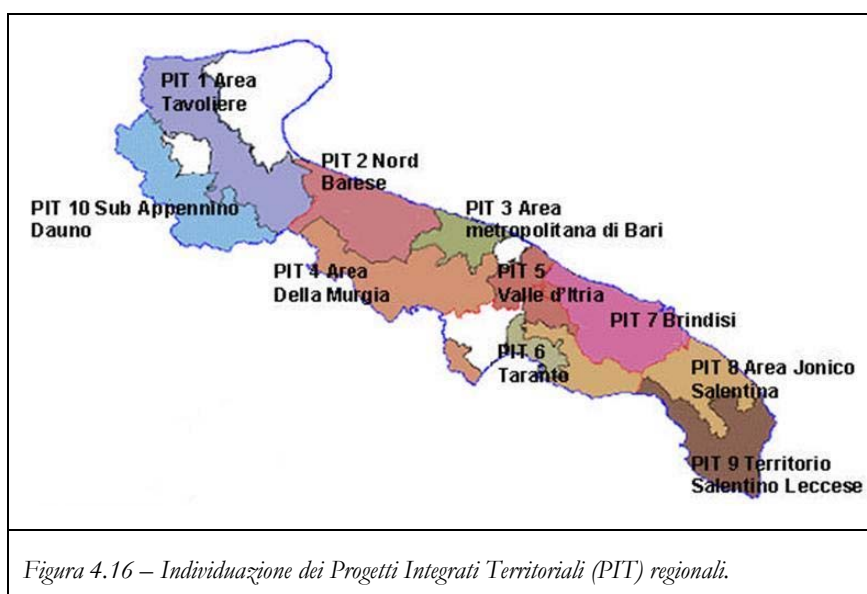 PIT 1 Area
Tavoliere
PIT 2 Nord
Barese
PIT 10 Sub Appennino
Dauno
PIT 3 Area
metropolitana di Bari
PIT 4 Area
Della Murgia
PIT 5
Valle d'Itria
PIT 7 Brindisi
PIT 6
Taranto
PIT 8 Area Jonico
Salentina
PIT 9 Territorio
Salentino Leccese
Figura 4.16 – Individuazione dei Progetti Integrati Territoriali (PIT) regionali.